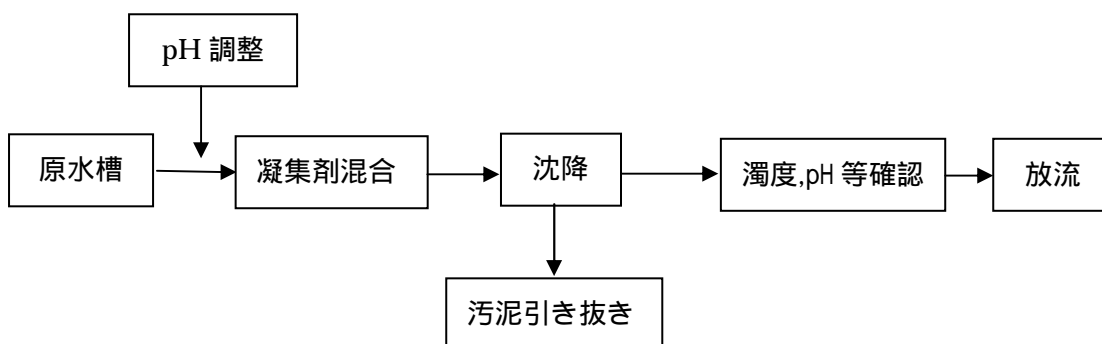 pH 調整
原水槽
凝集剤混合
沈降
濁度,pH 等確認
放流
汚泥引き抜き